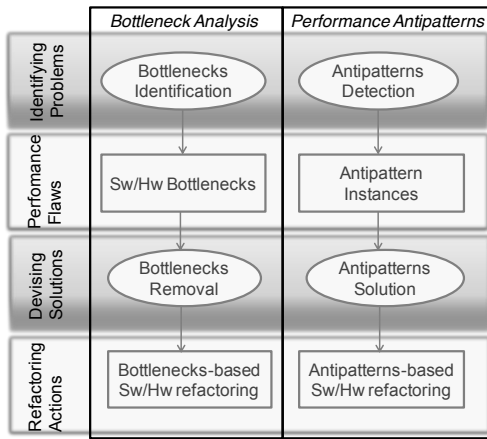 Bottleneck Analysis
Performance Antipatterns
Identifying
Problems
Bottlenecks
Identification
Antipatterns
Detection
Perfomance
Flaws
Sw/Hw Bottlenecks
Antipattern
Instances
Devising
Solutions
Bottlenecks
Removal
Antipatterns
Solution
Refactoring
Actions
Bottlenecks-based
Sw/Hw refactoring
Antipatterns-based
Sw/Hw refactoring